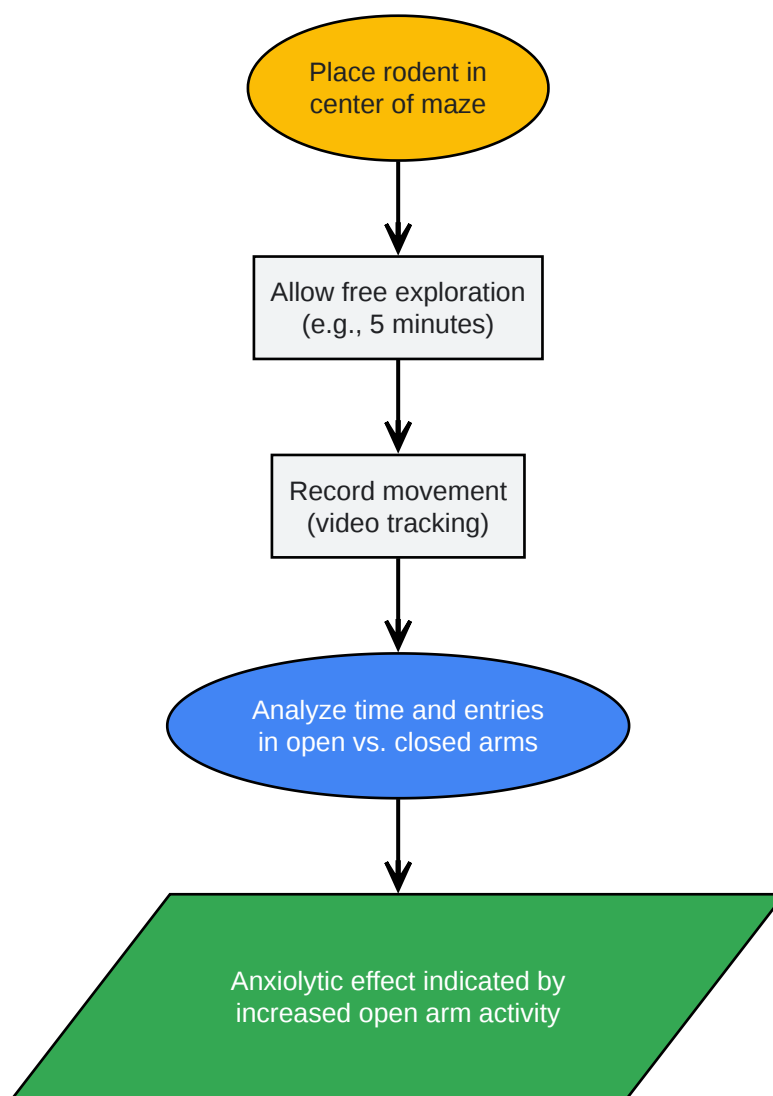 Place rodent in
center of maze
Allow free exploration
(e.g., 5 minutes)
Record movement
(video tracking)
Analyze time and entries
in open vs. closed arms
Anxiolytic effect indicated by
increased open arm activity